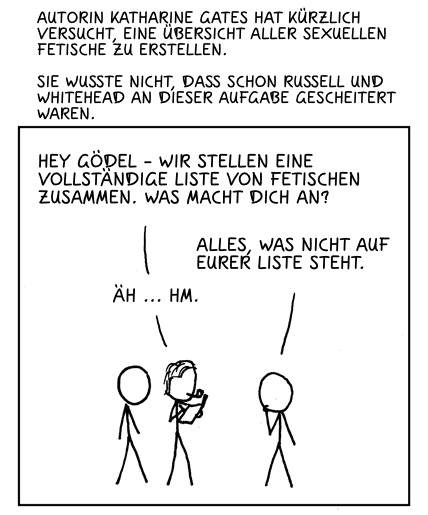 AUTORIN KATHARINE GATES HAT KÜRZLICH
VERSUCHT, EINE ÜBERSICHT ALLER SEXUELLEN
FETISCHE ZU ERSTELLEN.
SIE WUSSTE NICHT, DASS SCHON RUSSELL UND
WHITEHEAD AN DIESER AUFGABE GESCHEITERT
WAREN.
HEY GÖDEL – WIR STELLEN EINE
VOLLSTÄNDIGE LISTE VON FETISCHEN
ZUSAMMEN. WAS MACHT DICH AN?
ALLES, WAS NICHT AUF
EURER LISTE STEHT.
ÄH ... HM.